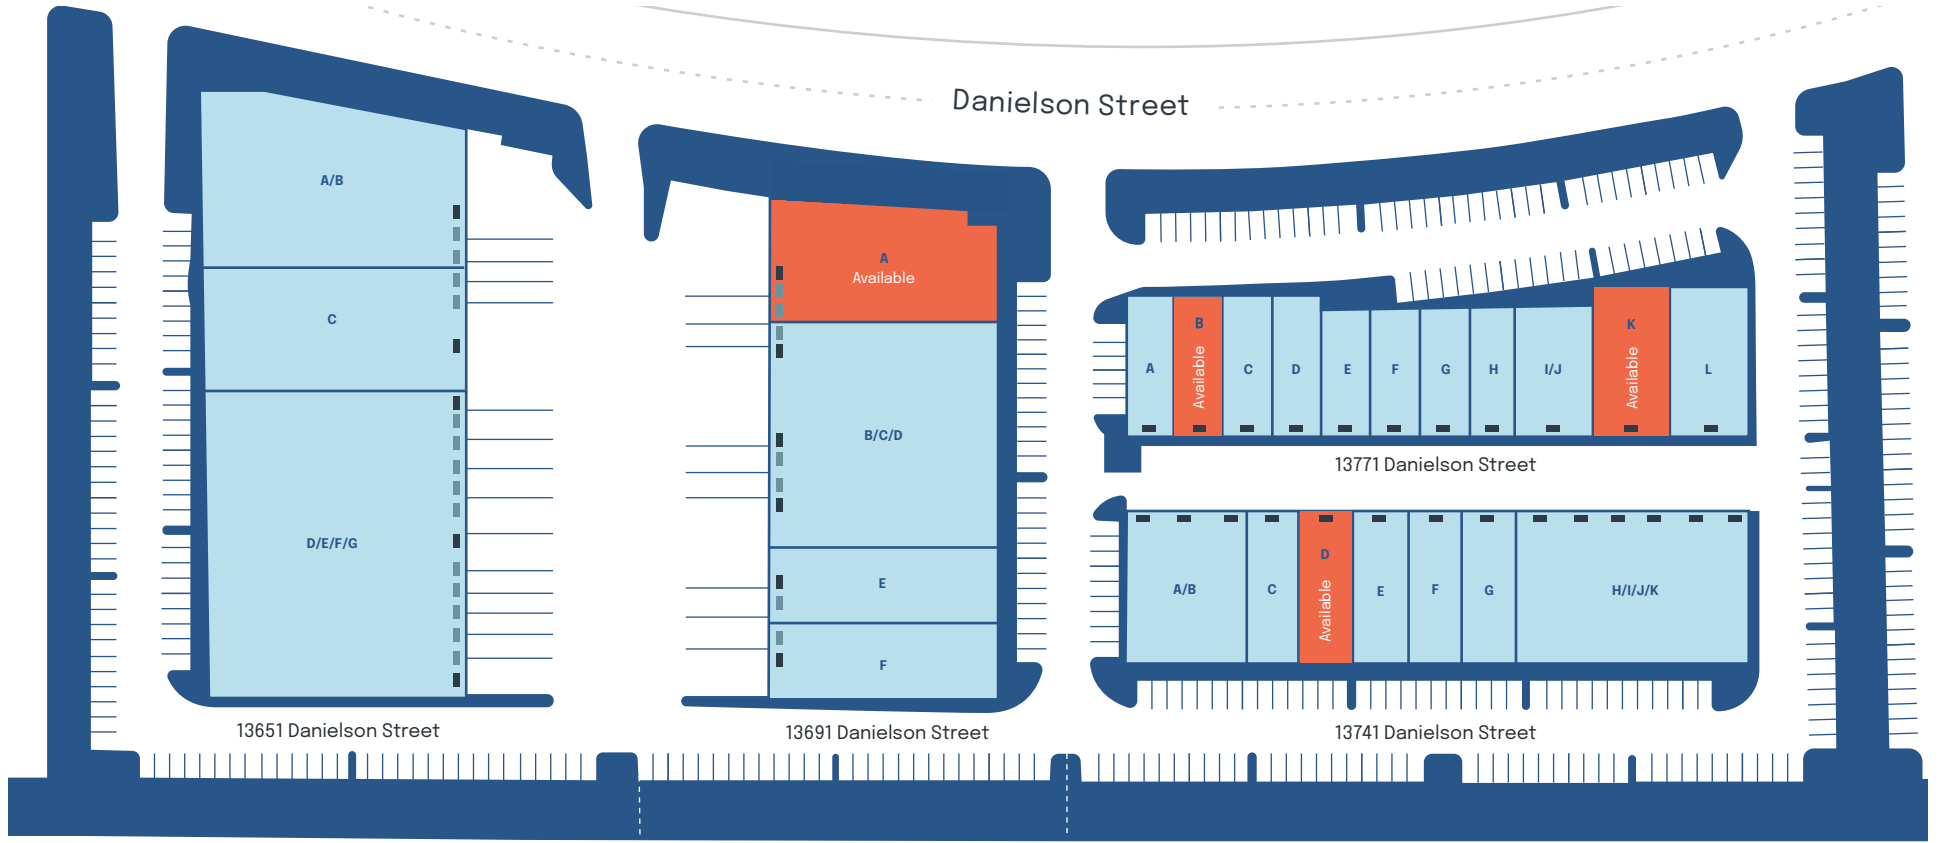 Danielson Street
A/B
C
D/E/F/G
13651 Danielson Street
A
Available
B/C/D
E
F
13691 Danielson Street
A
B
Available
C
D
E
F
G
H
I/J
K
Available
L
13771 Danielson Street
A/B
C
D
Available
E
F
G
H/I/J/K
13741 Danielson Street